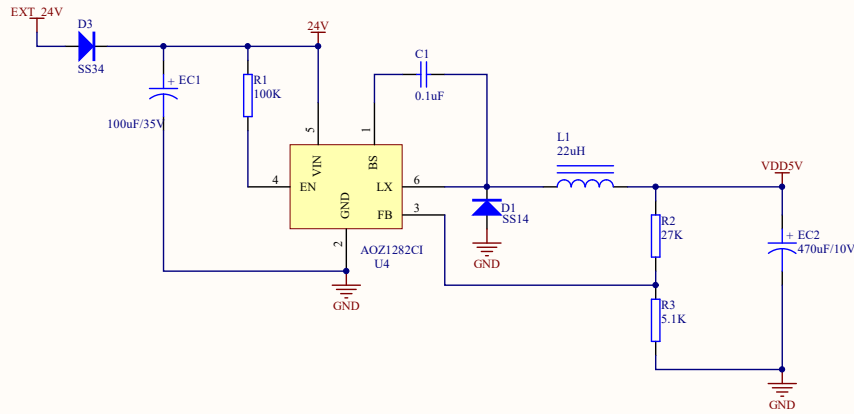 EXT_24V
D3
SS34
24V
+ EC1
100uF/35V
R1
100K
C1
0.1uF
5
1
VIN
BS
4
EN
LX
6
GND
FB
3
2
AOZ1282CI
U4
GND
D1
SS14
GND
L1
22uH
VDD5V
R2
27K
+ EC2
470uF/10V
R3
5.1K
GND